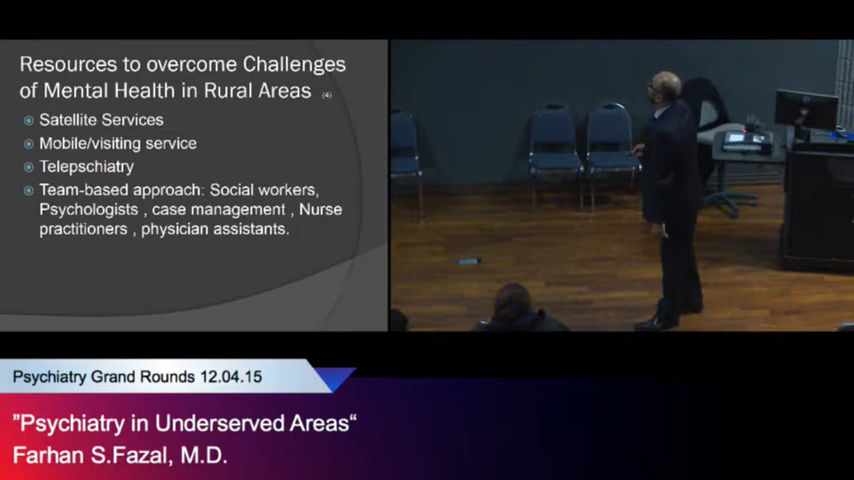 Resources to overcome Challenges
of Mental Health in Rural Areas (4)
Satellite Services
Mobile/visiting service
Telepschiatry
Team-based approach: Social workers,
Psychologists , case management , Nurse
practitioners , physician assistants.
Psychiatry Grand Rounds 12.04.15
"Psychiatry in Underserved Areas“
Farhan S.Fazal, M.D.